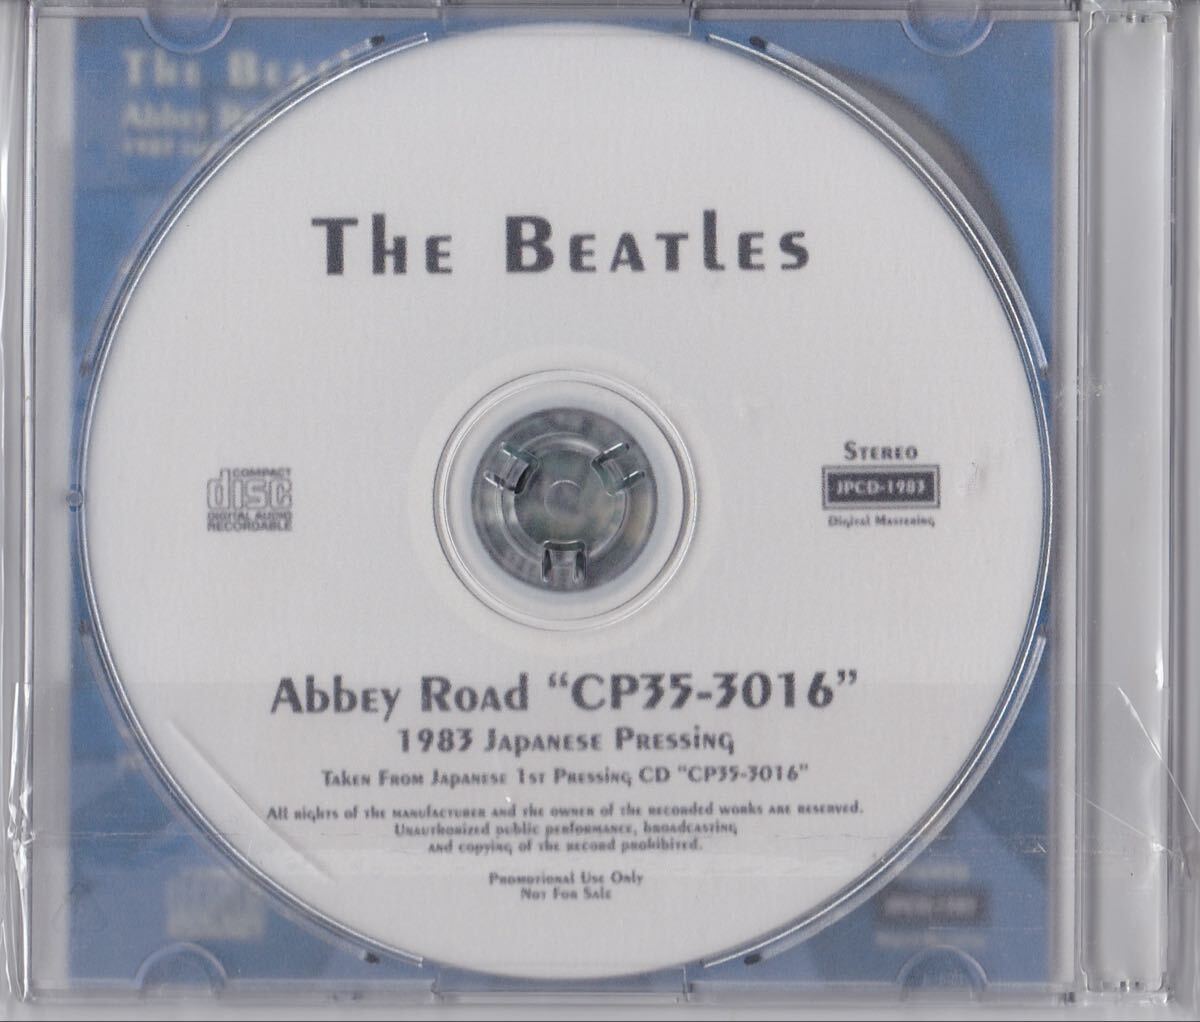 The Beat
Abbey R
The Beatles
COMPACT
disc
DIGITAL AUDIO
RECORDABLE
Stereo
JPCD-1983
Digital Mastering
Abbey Road “CP35-3016”
1983 Japanese Pressing
Taken From Japanese 1st Pressing CD "CP35-3016"
All rights of the manufacturer and the owner of the recorded works are reserved.
Unauthorized public performance, broadcasting
and copying of the record prohibited.
Promotional Use Only
Not For Sale